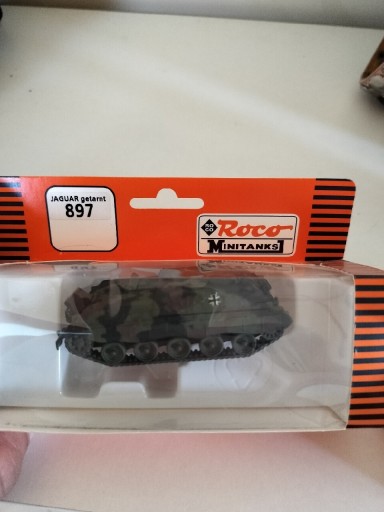 JAGUAR getarnt
897
Roco
MINITANKS